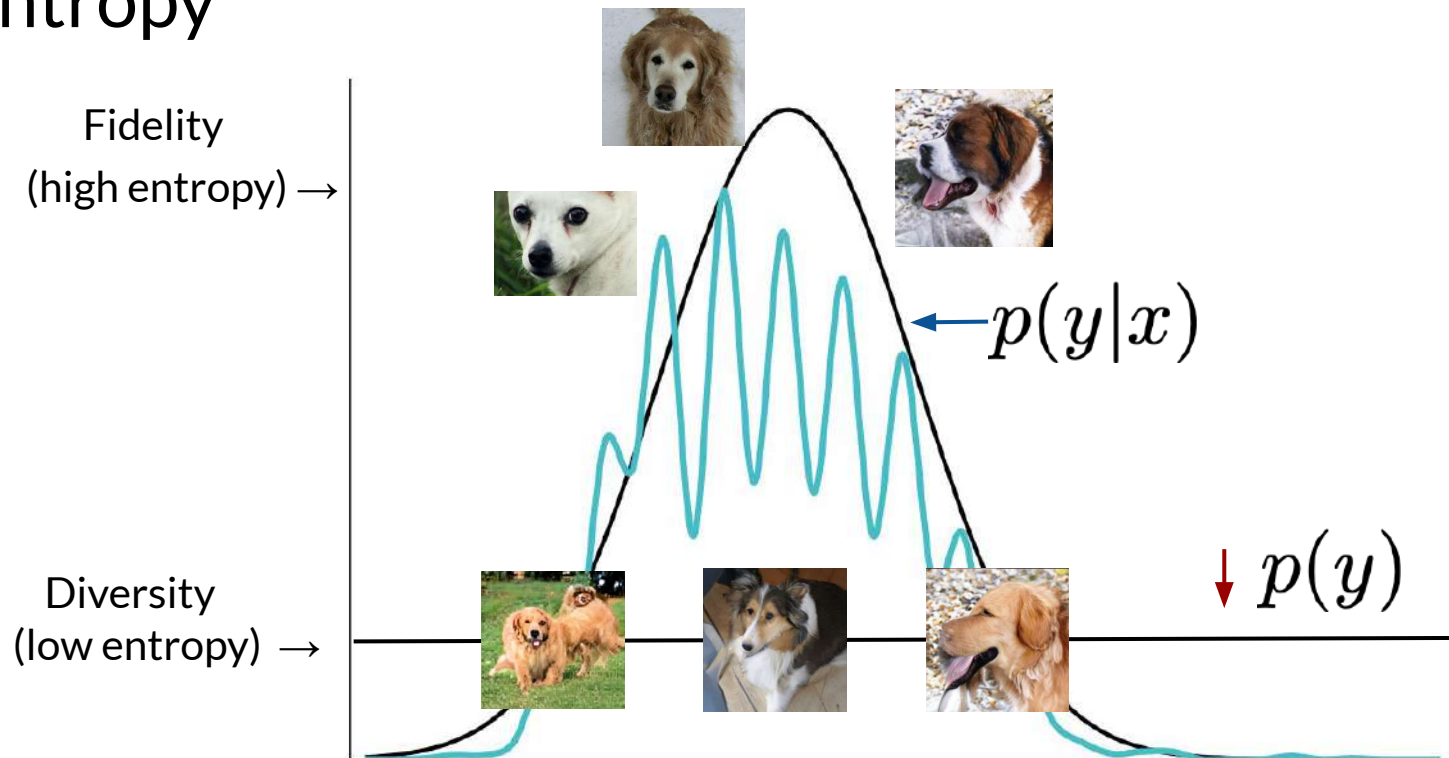 ntropy
Fidelity
(high entropy) →
p(y|x)
Diversity
(low entropy) →
p(y)